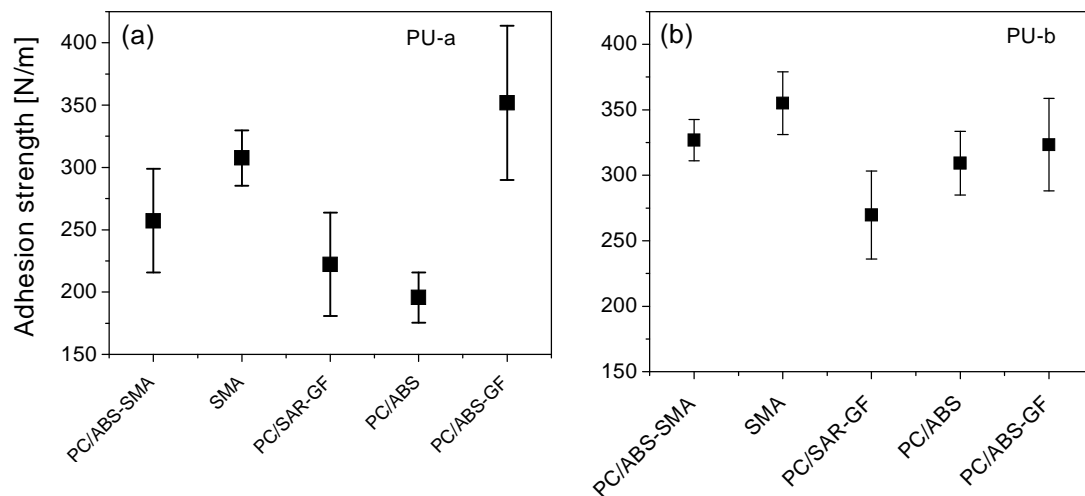 (a)
PU-a
Adhesion strength [N/m]
400
350
300
250
200
150
PC/ABS-SMA
SMA
PC/SAR-GF
PC/ABS
PC/ABS-GF
(b)
PU-b
400
350
300
250
200
150
PC/ABS-SMA
SMA
PC/SAR-GF
PC/ABS
PC/ABS-GF